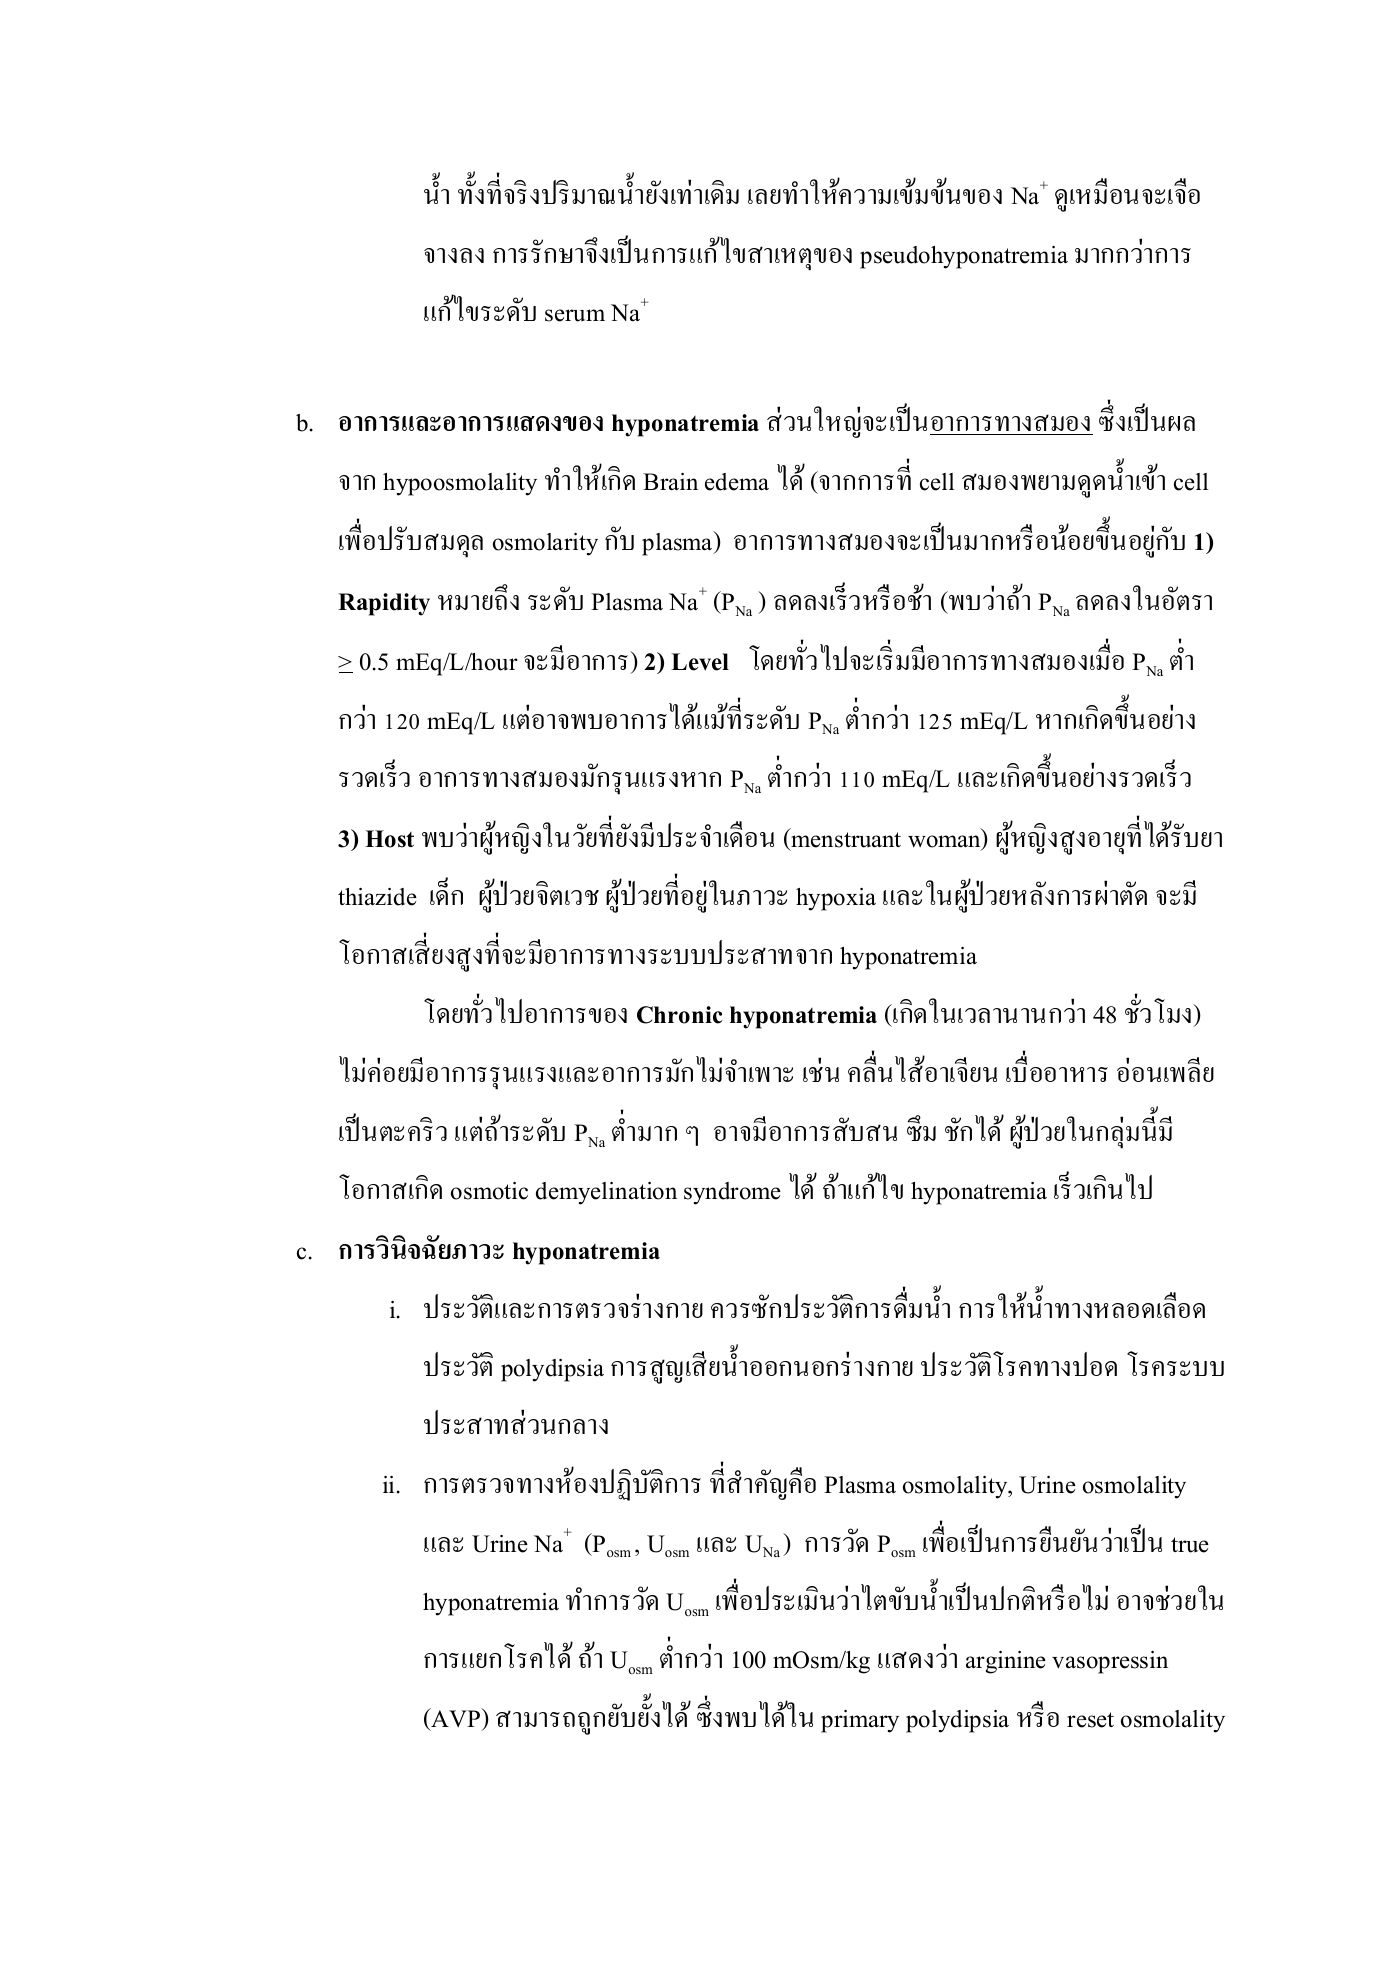 น้ำ ทั้งที่จริงปริมาณน้ำยังเท่าเดิม เลยทำให้ความเข้มข้นของ Na⁺ ดูเหมือนจะเจือ
จางลง การรักษาจึงเป็นการแก้ไขสาเหตุของ pseudohyponatremia มากกว่าการ
แก้ไขระดับ serum Na⁺
b. อาการและอาการแสดงของ hyponatremia ส่วนใหญ่จะเป็นอาการทางสมอง ซึ่งเป็นผล
จาก hypoosmolality ทำให้เกิด Brain edema ได้ (จากการที่ cell สมองพยามดูดน้ำเข้า cell
เพื่อปรับสมดุล osmolarity กับ plasma) อาการทางสมองจะเป็นมากหรือน้อยขึ้นอยู่กับ 1)
Rapidity หมายถึง ระดับ Plasma Na⁺ (PNa ) ลดลงเร็วหรือช้า (พบว่าถ้า PNa ลดลงในอัตรา
≥ 0.5 mEq/L/hour จะมีอาการ) 2) Level โดยทั่วไปจะเริ่มมีอาการทางสมองเมื่อ PNa ต่ำ
กว่า 120 mEq/L แต่อาจพบอาการได้แม้ที่ระดับ PNa ต่ำกว่า 125 mEq/L หากเกิดขึ้นอย่าง
รวดเร็ว อาการทางสมองมักรุนแรงหาก PNa ต่ำกว่า 110 mEq/L และเกิดขึ้นอย่างรวดเร็ว
3) Host พบว่าผู้หญิงในวัยที่ยังมีประจำเดือน (menstruant woman) ผู้หญิงสูงอายุที่ได้รับยา
thiazide เด็ก ผู้ป่วยจิตเวช ผู้ป่วยที่อยู่ในภาวะ hypoxia และในผู้ป่วยหลังการผ่าตัด จะมี
โอกาสเสี่ยงสูงที่จะมีอาการทางระบบประสาทจาก hyponatremia
โดยทั่วไปอาการของ Chronic hyponatremia (เกิดในเวลานานกว่า 48 ชั่วโมง)
ไม่ค่อยมีอาการรุนแรงและอาการมักไม่จำเพาะ เช่น คลื่นไส้อาเจียน เบื่ออาหาร อ่อนเพลีย
เป็นตะคริว แต่ถ้าระดับ PNa ต่ำมาก ๆ อาจมีอาการสับสน ซึม ชักได้ ผู้ป่วยในกลุ่มนี้มี
โอกาสเกิด osmotic demyelination syndrome ได้ ถ้าแก้ไข hyponatremia เร็วเกินไป
c. การวินิจฉัยภาวะ hyponatremia
i. ประวัติและการตรวจร่างกาย ควรซักประวัติการดื่มน้ำ การให้น้ำทางหลอดเลือด
ประวัติ polydipsia การสูญเสียน้ำออกนอกร่างกาย ประวัติโรคทางปอด โรคระบบ
ประสาทส่วนกลาง
ii. การตรวจทางห้องปฏิบัติการ ที่สำคัญคือ Plasma osmolality, Urine osmolality
และ Urine Na⁺ (Posm , Uosm และ UNa ) การวัด Posm เพื่อเป็นการยืนยันว่าเป็น true
hyponatremia ทำการวัด Uosm เพื่อประเมินว่าไตขับน้ำเป็นปกติหรือไม่ อาจช่วยใน
การแยกโรคได้ ถ้า Uosm ต่ำกว่า 100 mOsm/kg แสดงว่า arginine vasopressin
(AVP) สามารถถูกยับยั้งได้ ซึ่งพบได้ใน primary polydipsia หรือ reset osmolality